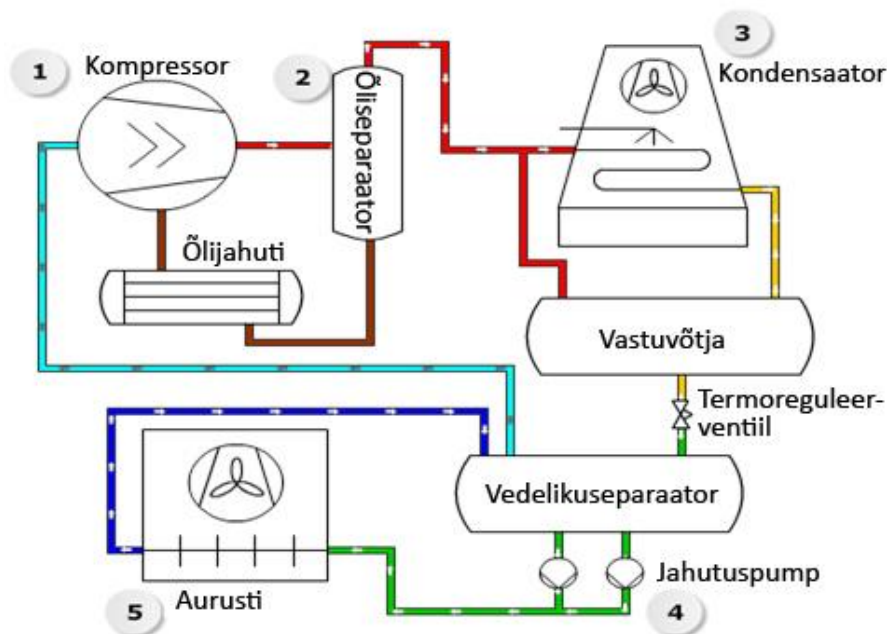 1
Kompressor
2
Õliseparaator
3
Kondensaator
Õlijahuti
Vastuvõtja
Termoreguleer-
ventiil
Vedelikuseparaator
Jahutuspump
4
5
Aurusti